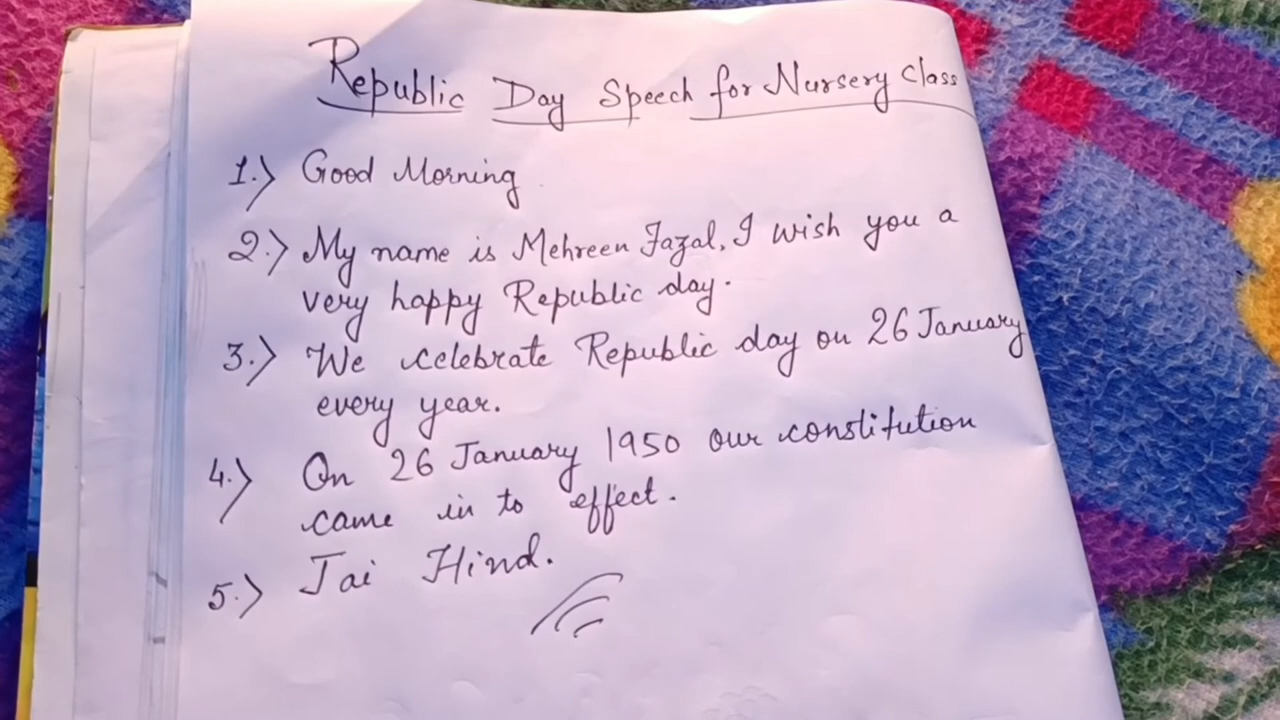 Republic Day Speech for Nursery Class
1.) Good Morning
2.) My name is Mehreen Fazal, I wish you a
very happy Republic day.
3.) We celebrate Republic day on 26 January
every year.
4.) On 26 January 1950 our constitution
came in to effect.
5.) Jai Hind.